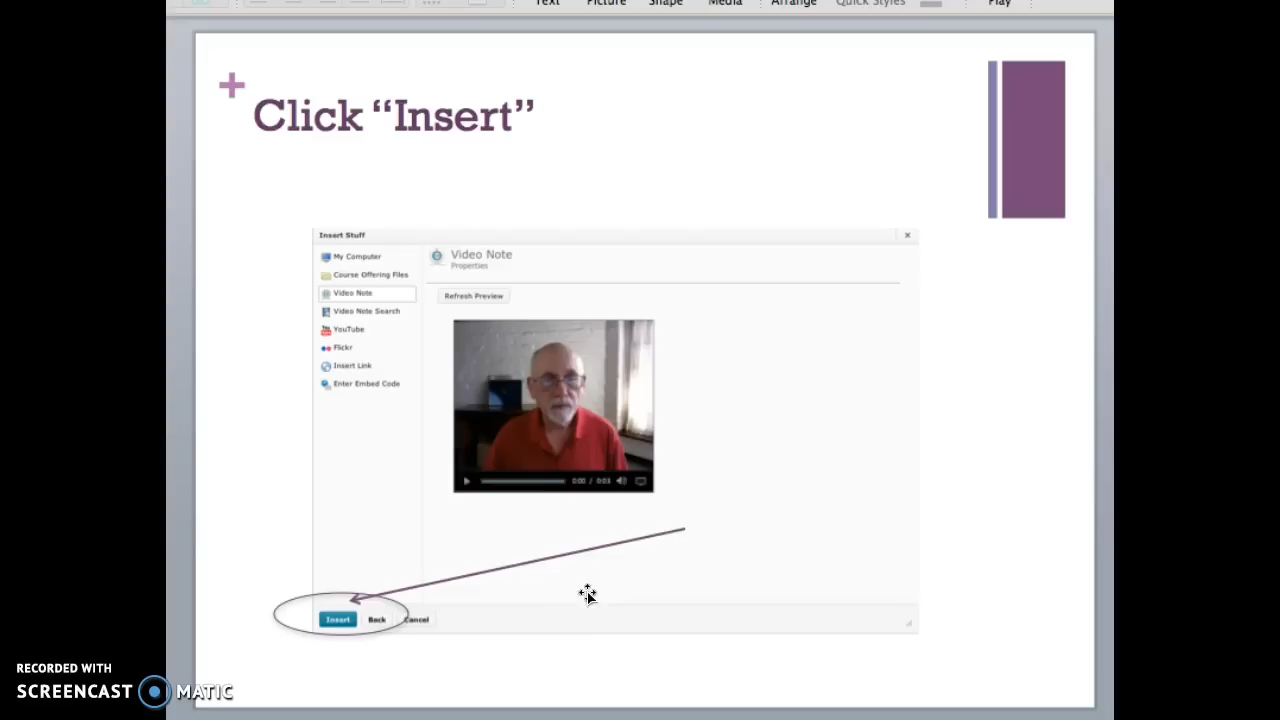 Text Picture Shape Media Arrange Quick Styles Play
+
Click “Insert”
Insert Stuff ×
My Computer
Course Offering Files
Video Note
Video Note Search
YouTube
Flickr
Insert Link
Enter Embed Code
Video Note
Properties
Refresh Preview
0:00 / 0:03
Insert Back Cancel
RECORDED WITH
SCREENCAST MATIC